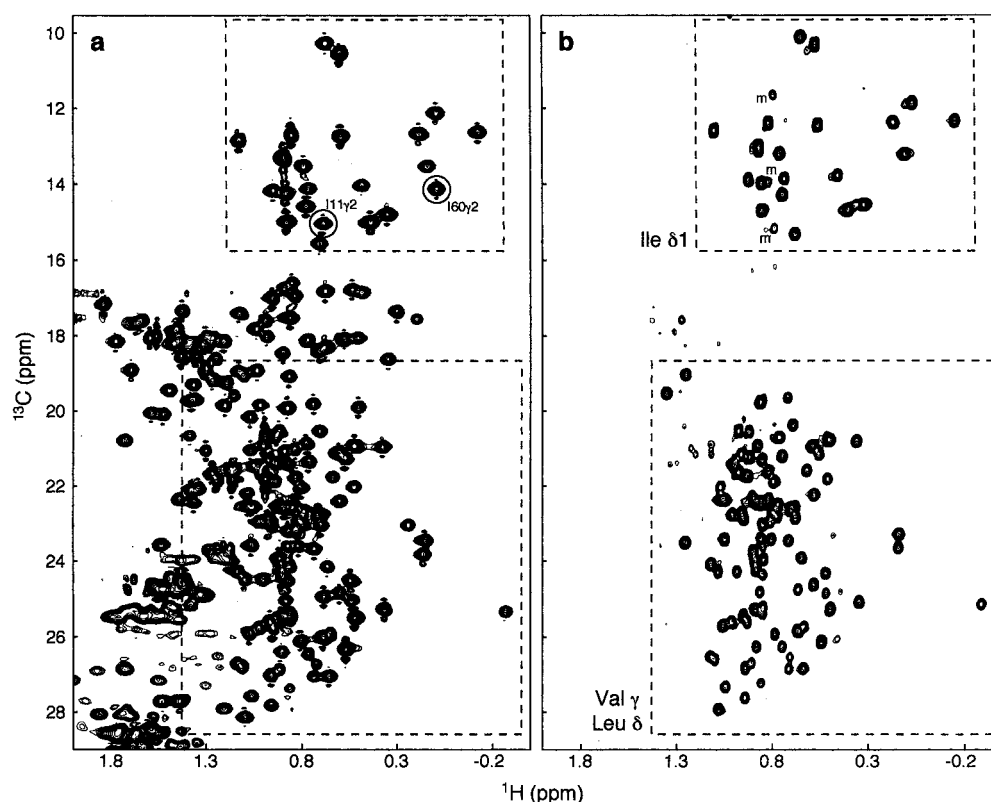 a
b
10
12
14
16
18
20
22
24
26
28
¹³C (ppm)
I11γ2
I60γ2
m
m
m
Ile δ1
Val γ
Leu δ
1.8
1.3
0.8
0.3
-0.2
1.8
1.3
0.8
0.3
-0.2
¹H (ppm)